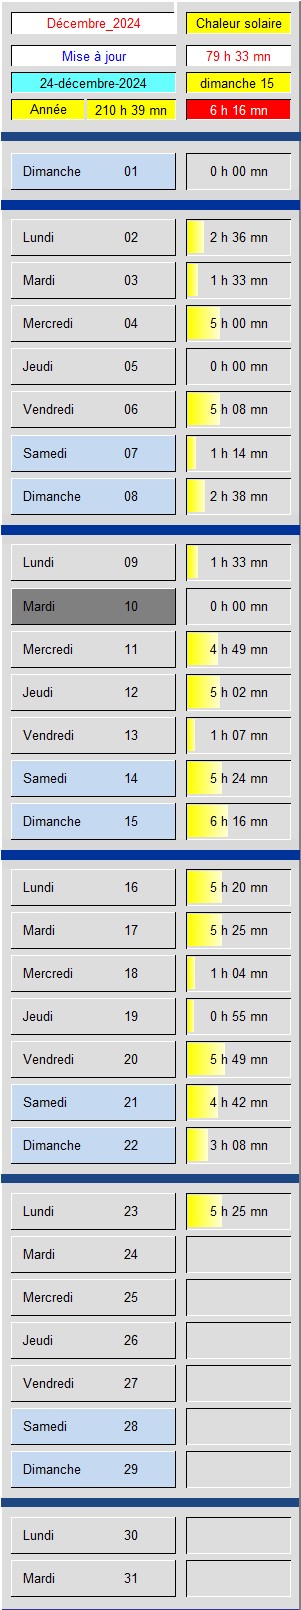 Décembre_2024 Chaleur solaire
Mise à jour 79 h 33 mn
24-décembre-2024 dimanche 15
Année 210 h 39 mn 6 h 16 mn
Dimanche 01 0 h 00 mn
Lundi 02 2 h 36 mn
Mardi 03 1 h 33 mn
Mercredi 04 5 h 00 mn
Jeudi 05 0 h 00 mn
Vendredi 06 5 h 08 mn
Samedi 07 1 h 14 mn
Dimanche 08 2 h 38 mn
Lundi 09 1 h 33 mn
Mardi 10 0 h 00 mn
Mercredi 11 4 h 49 mn
Jeudi 12 5 h 02 mn
Vendredi 13 1 h 07 mn
Samedi 14 5 h 24 mn
Dimanche 15 6 h 16 mn
Lundi 16 5 h 20 mn
Mardi 17 5 h 25 mn
Mercredi 18 1 h 04 mn
Jeudi 19 0 h 55 mn
Vendredi 20 5 h 49 mn
Samedi 21 4 h 42 mn
Dimanche 22 3 h 08 mn
Lundi 23 5 h 25 mn
Mardi 24
Mercredi 25
Jeudi 26
Vendredi 27
Samedi 28
Dimanche 29
Lundi 30
Mardi 31